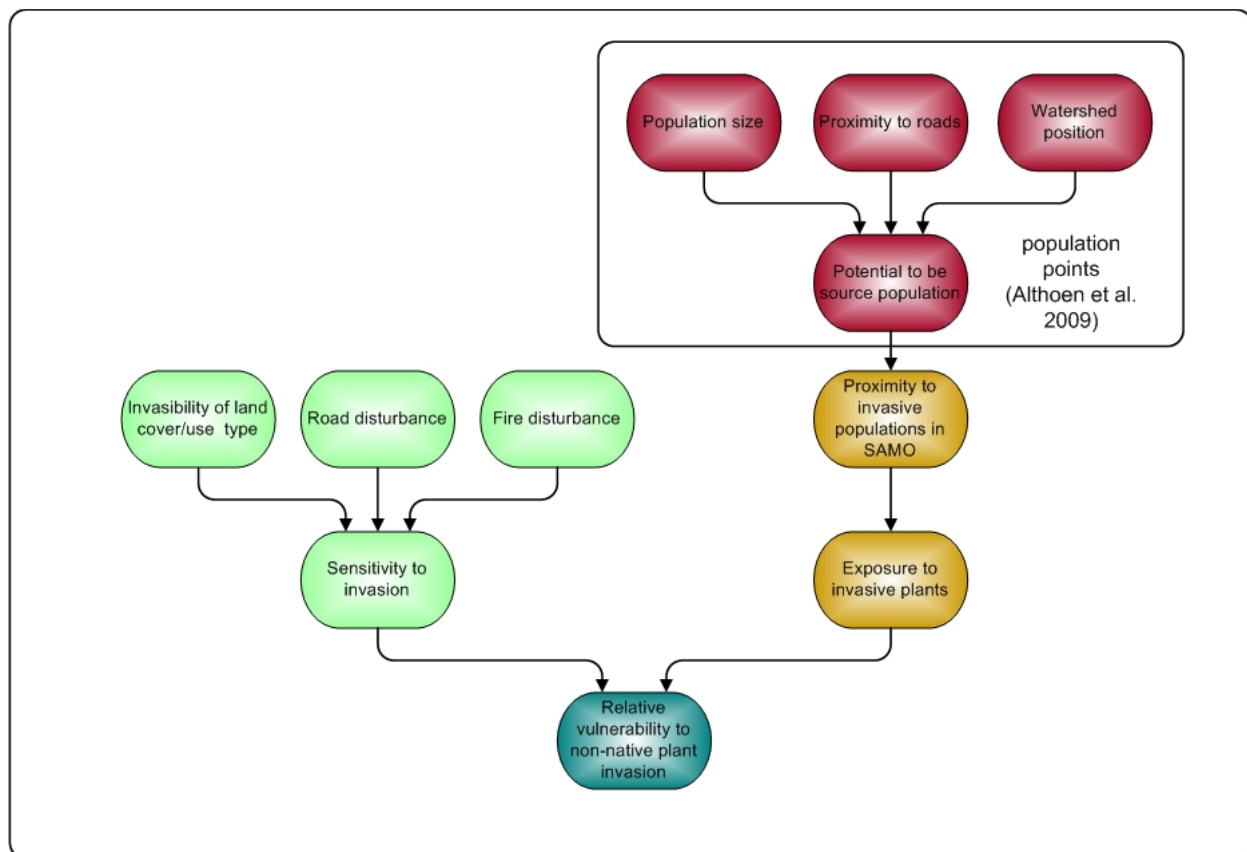 Population size
Proximity to roads
Watershed
position
Potential to be
source population
population
points
(Althoen et al.
2009)
Invasibility of land
cover/use type
Road disturbance
Fire disturbance
Proximity to
invasive
populations in
SAMO
Sensitivity to
invasion
Exposure to
invasive plants
Relative
vulnerability to
non-native plant
invasion